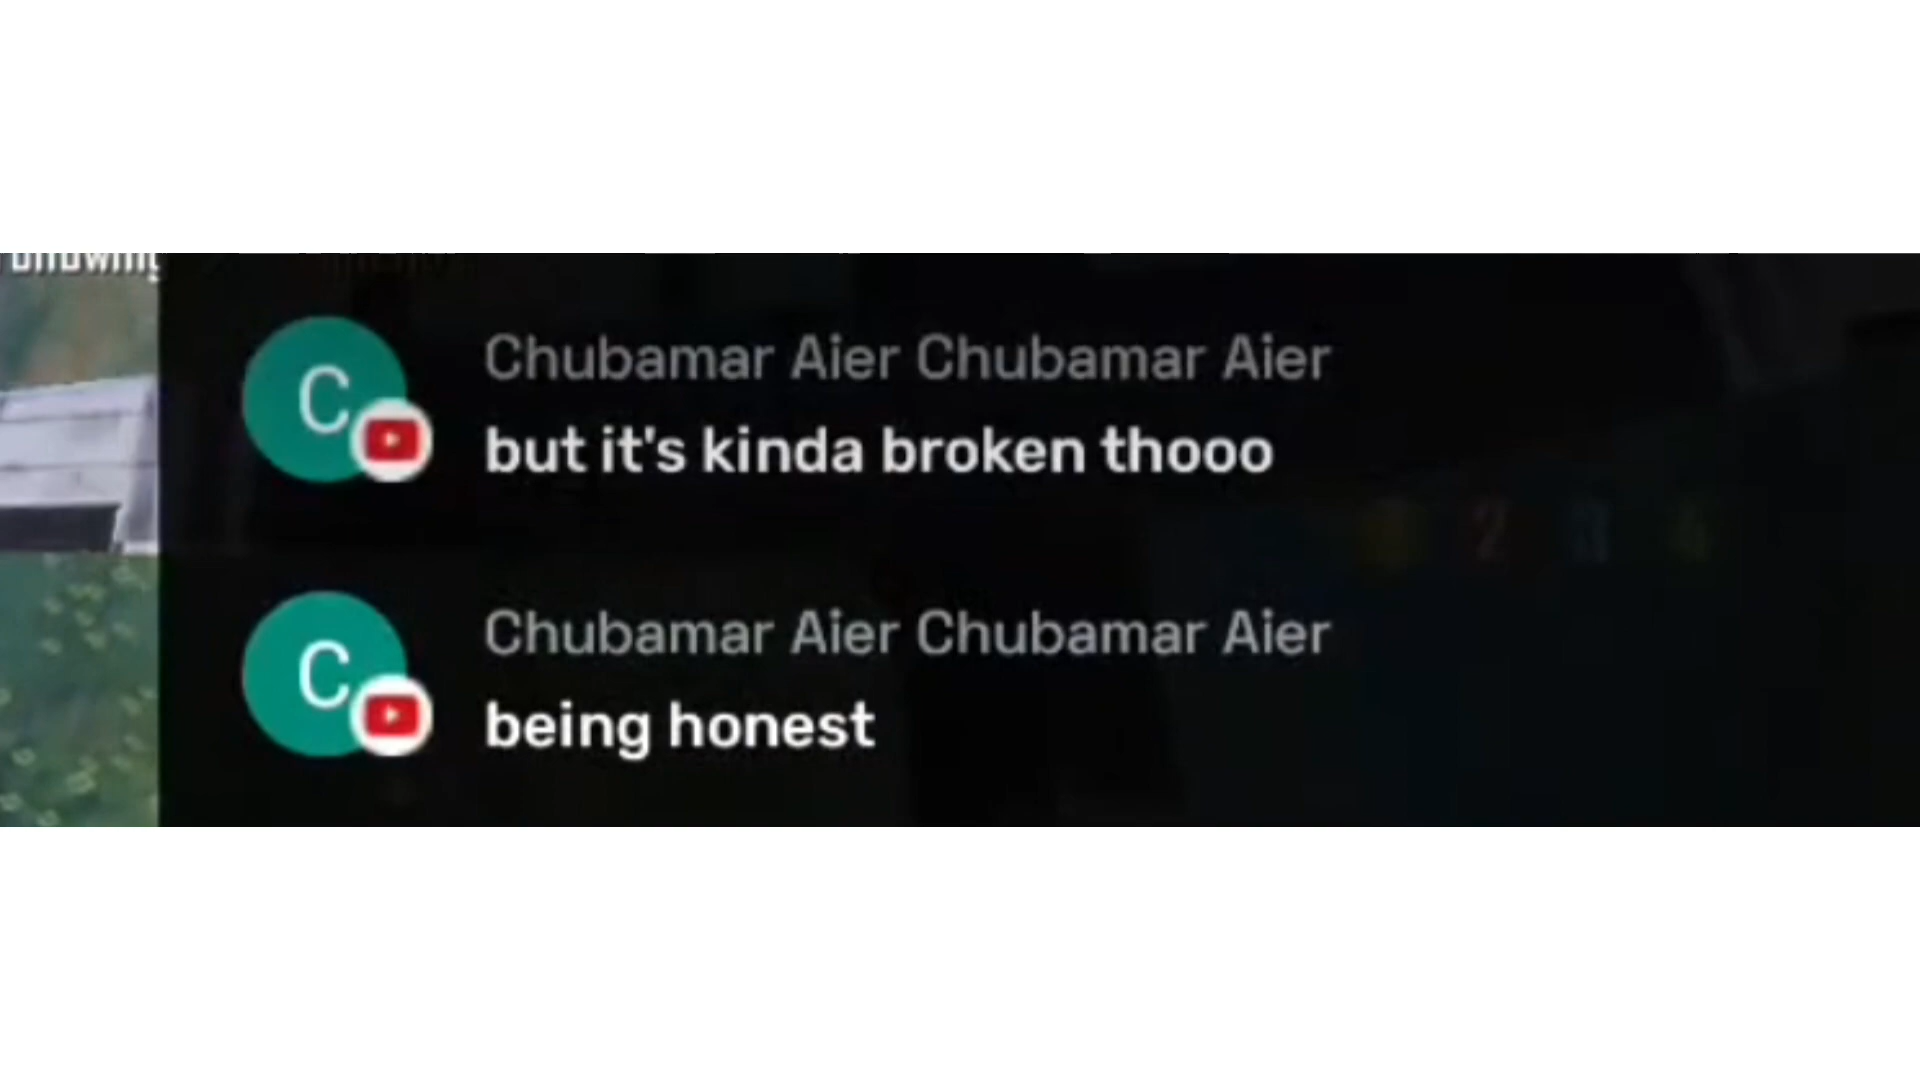 Chubamar Aier Chubamar Aier
but it's kinda broken thooo
Chubamar Aier Chubamar Aier
being honest